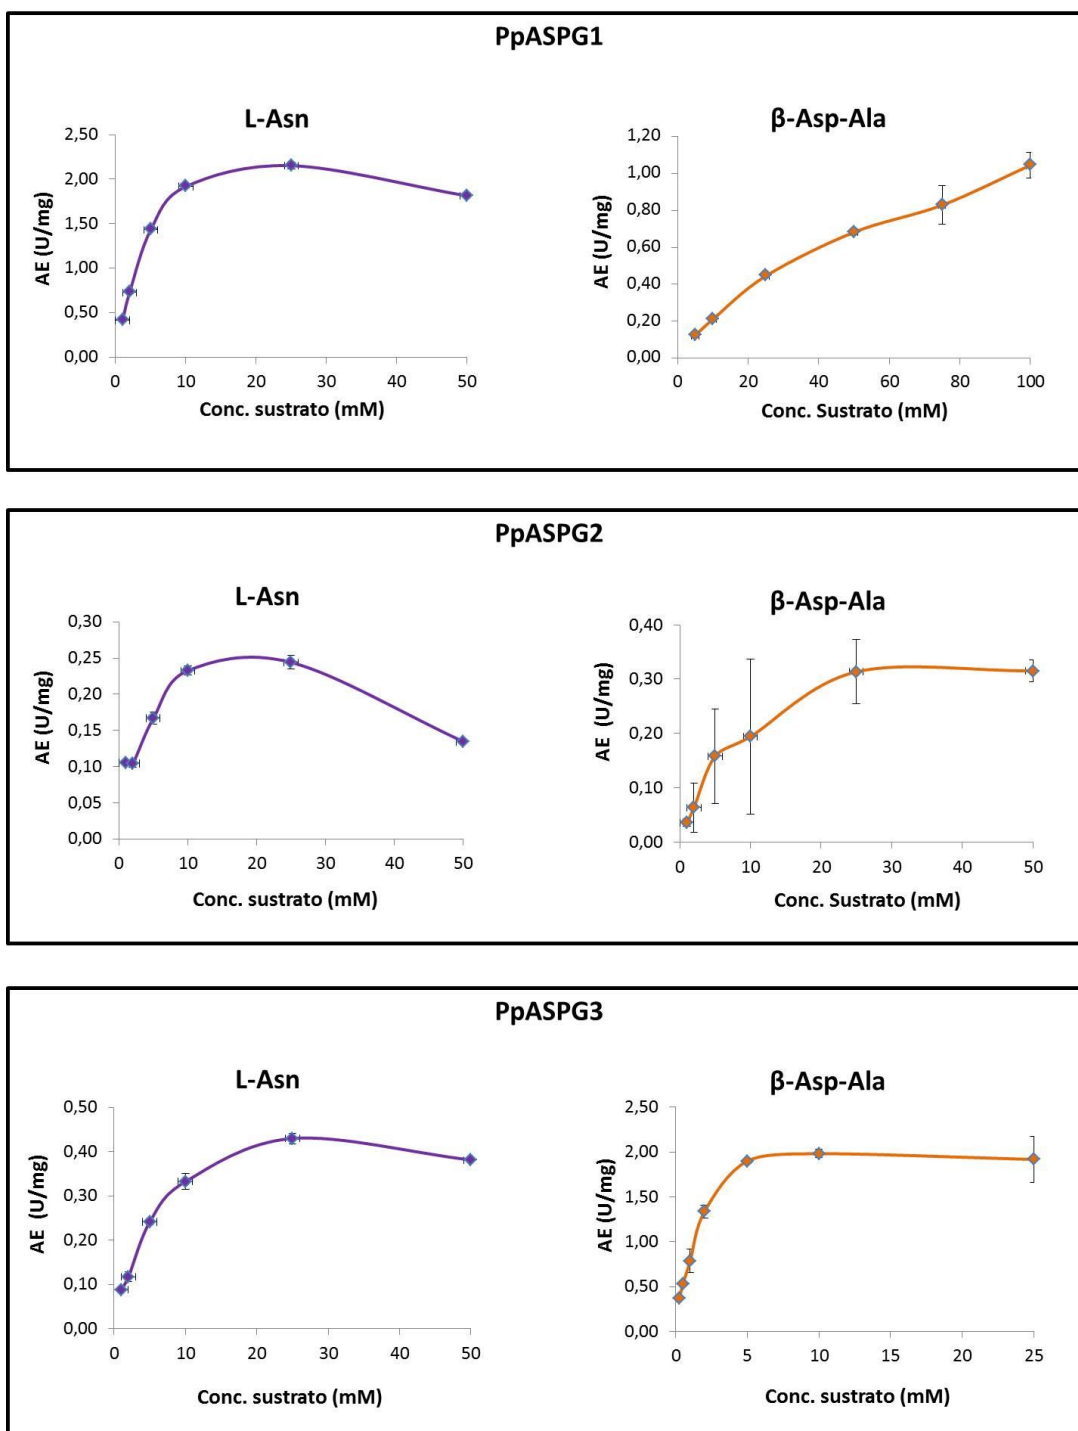 PpASPG1
L-Asn
2,50
2,00
1,50
1,00
0,50
0,00
AE (U/mg)
0 10 20 30 40 50
Conc. sustrato (mM)
β-Asp-Ala
1,20
1,00
0,80
0,60
0,40
0,20
0,00
AE (U/mg)
0 20 40 60 80 100
Conc. Sustrato (mM)
PpASPG2
L-Asn
0,30
0,25
0,20
0,15
0,10
0,05
0,00
AE (U/mg)
0 10 20 30 40 50
Conc. sustrato (mM)
β-Asp-Ala
0,40
0,30
0,20
0,10
0,00
AE (U/mg)
0 10 20 30 40 50
Conc. Sustrato (mM)
PpASPG3
L-Asn
0,50
0,40
0,30
0,20
0,10
0,00
AE (U/mg)
0 10 20 30 40 50
Conc. sustrato (mM)
β-Asp-Ala
2,50
2,00
1,50
1,00
0,50
0,00
AE (U/mg)
0 5 10 15 20 25
Conc. sustrato (mM)